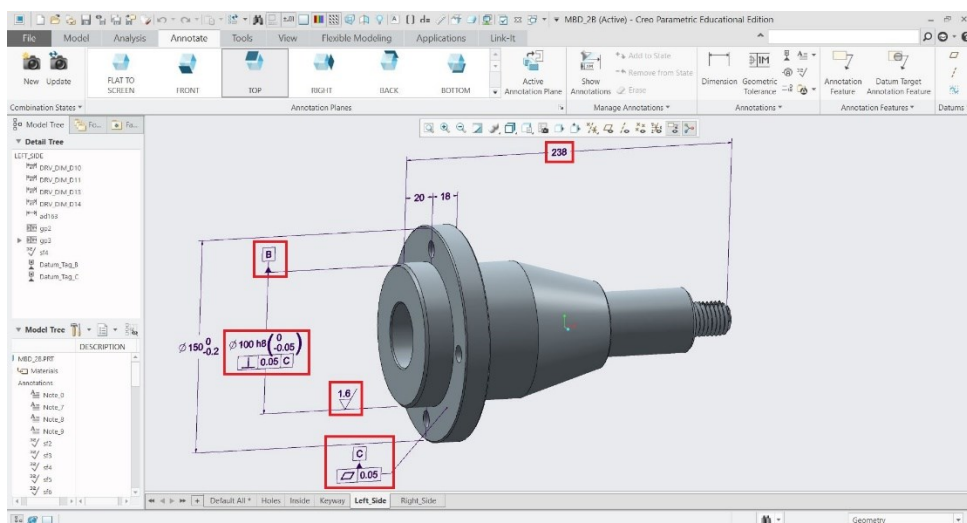 MBD_2B (Active) - Creo Parametric Educational Edition
File Model Analysis Annotate Tools View Flexible Modeling Applications Link-It
New Update
FLAT TO SCREEN
FRONT
TOP
RIGHT
BACK
BOTTOM
Active Annotation Plane
Show Annotations
Add to State
Remove from State
Erase
Dimension
Geometric Tolerance
Annotation Feature
Datum Target Annotation Feature
Combination States
Annotation Planes
Manage Annotations
Annotations
Annotation Features
Datums
Model Tree Fo... Fa...
Detail Tree
LEFT_SIDE
DRV_DIM_D10
DRV_DIM_D11
DRV_DIM_D13
DRV_DIM_D14
ad163
gp2
gp3
sf4
Datum_Tag_B
Datum_Tag_C
Model Tree
DESCRIPTION
MBD_2B.PRT
Materials
Annotations
Note_0
Note_7
Note_8
Note_9
sf2
sf3
sf4
sf5
sf6
238
20 18
B
Ø 150 0 -0.2
Ø 100 h8 ( 0 -0.05 )
⊥ 0.05 C
1.6
C
⏥ 0.05
Default All * Holes Inside Keyway Left_Side Right_Side
Geometry